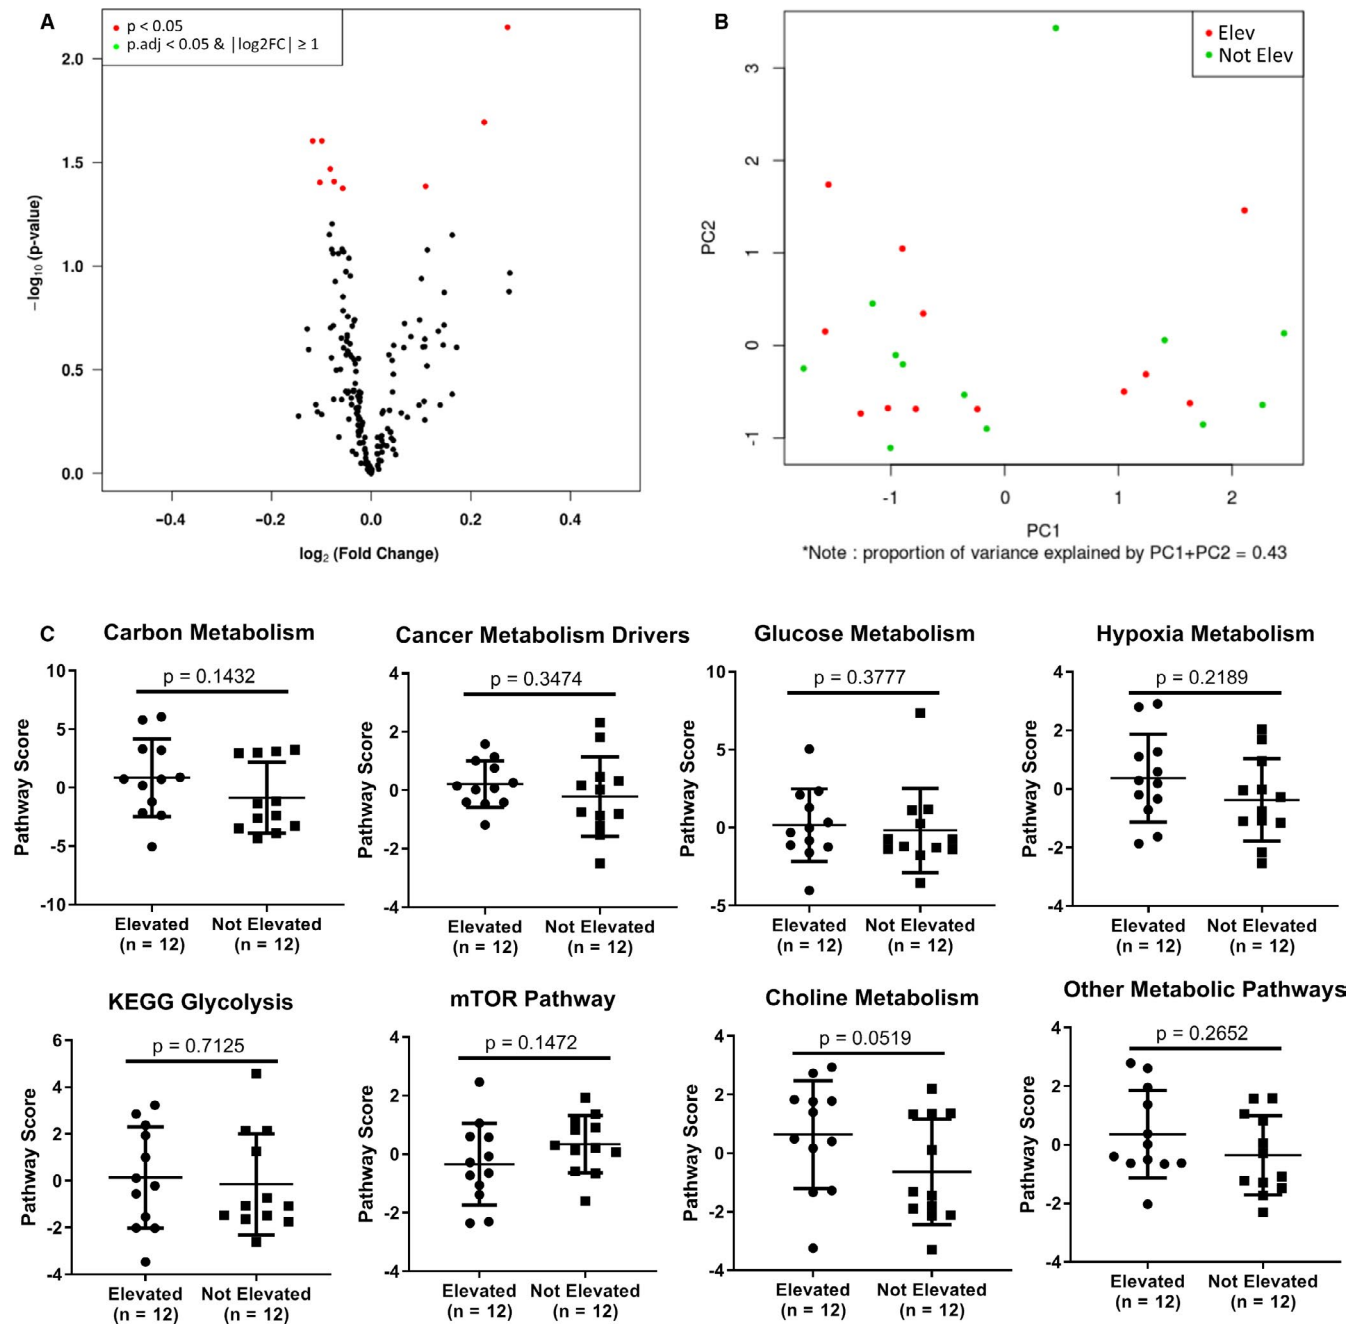 A
p < 0.05
p.adj < 0.05 & |log2FC| ≥ 1
2.0
1.5
1.0
0.5
0.0
−log10 (p-value)
−0.4 −0.2 0.0 0.2 0.4
log2 (Fold Change)
B
Elev
Not Elev
3
2
1
0
-1
PC2
-1 0 1 2
PC1
*Note : proportion of variance explained by PC1+PC2 = 0.43
C
Carbon Metabolism
p = 0.1432
10
5
0
-5
-10
Pathway Score
Elevated Not Elevated
(n = 12) (n = 12)
Cancer Metabolism Drivers
p = 0.3474
4
2
0
-2
-4
Pathway Score
Elevated Not Elevated
(n = 12) (n = 12)
Glucose Metabolism
p = 0.3777
10
5
0
-5
Pathway Score
Elevated Not Elevated
(n = 12) (n = 12)
Hypoxia Metabolism
p = 0.2189
4
2
0
-2
-4
Pathway Score
Elevated Not Elevated
(n = 12) (n = 12)
KEGG Glycolysis
p = 0.7125
6
4
2
0
-2
-4
Pathway Score
Elevated Not Elevated
(n = 12) (n = 12)
mTOR Pathway
p = 0.1472
4
2
0
-2
-4
Pathway Score
Elevated Not Elevated
(n = 12) (n = 12)
Choline Metabolism
p = 0.0519
4
2
0
-2
-4
Pathway Score
Elevated Not Elevated
(n = 12) (n = 12)
Other Metabolic Pathways
p = 0.2652
4
2
0
-2
-4
Pathway Score
Elevated Not Elevated
(n = 12) (n = 12)